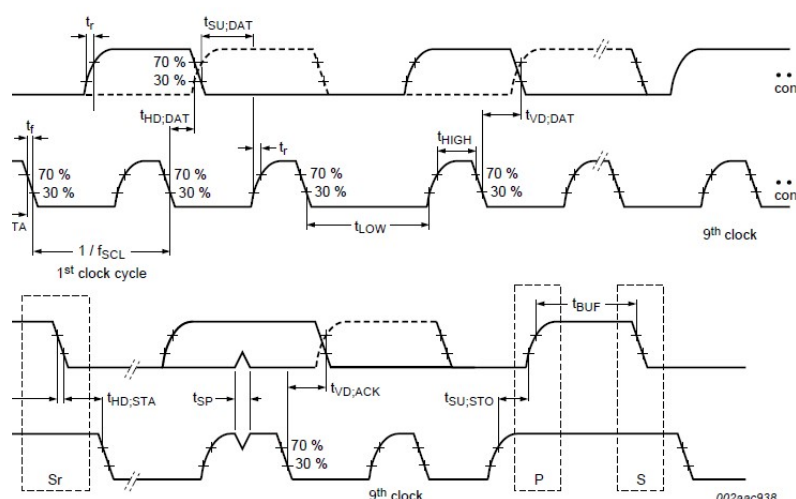 tr
tSU;DAT
70 %
30 %
tHD;DAT
tVD;DAT
con
tf
tr
tHIGH
70 %
30 %
70 %
30 %
70 %
30 %
70 %
30 %
TA
tLOW
con
1 / fSCL
1st clock cycle
9th clock
tBUF
tHD;STA
tSP
tVD;ACK
tSU;STO
70 %
30 %
Sr
9th clock
P
S
002aac938